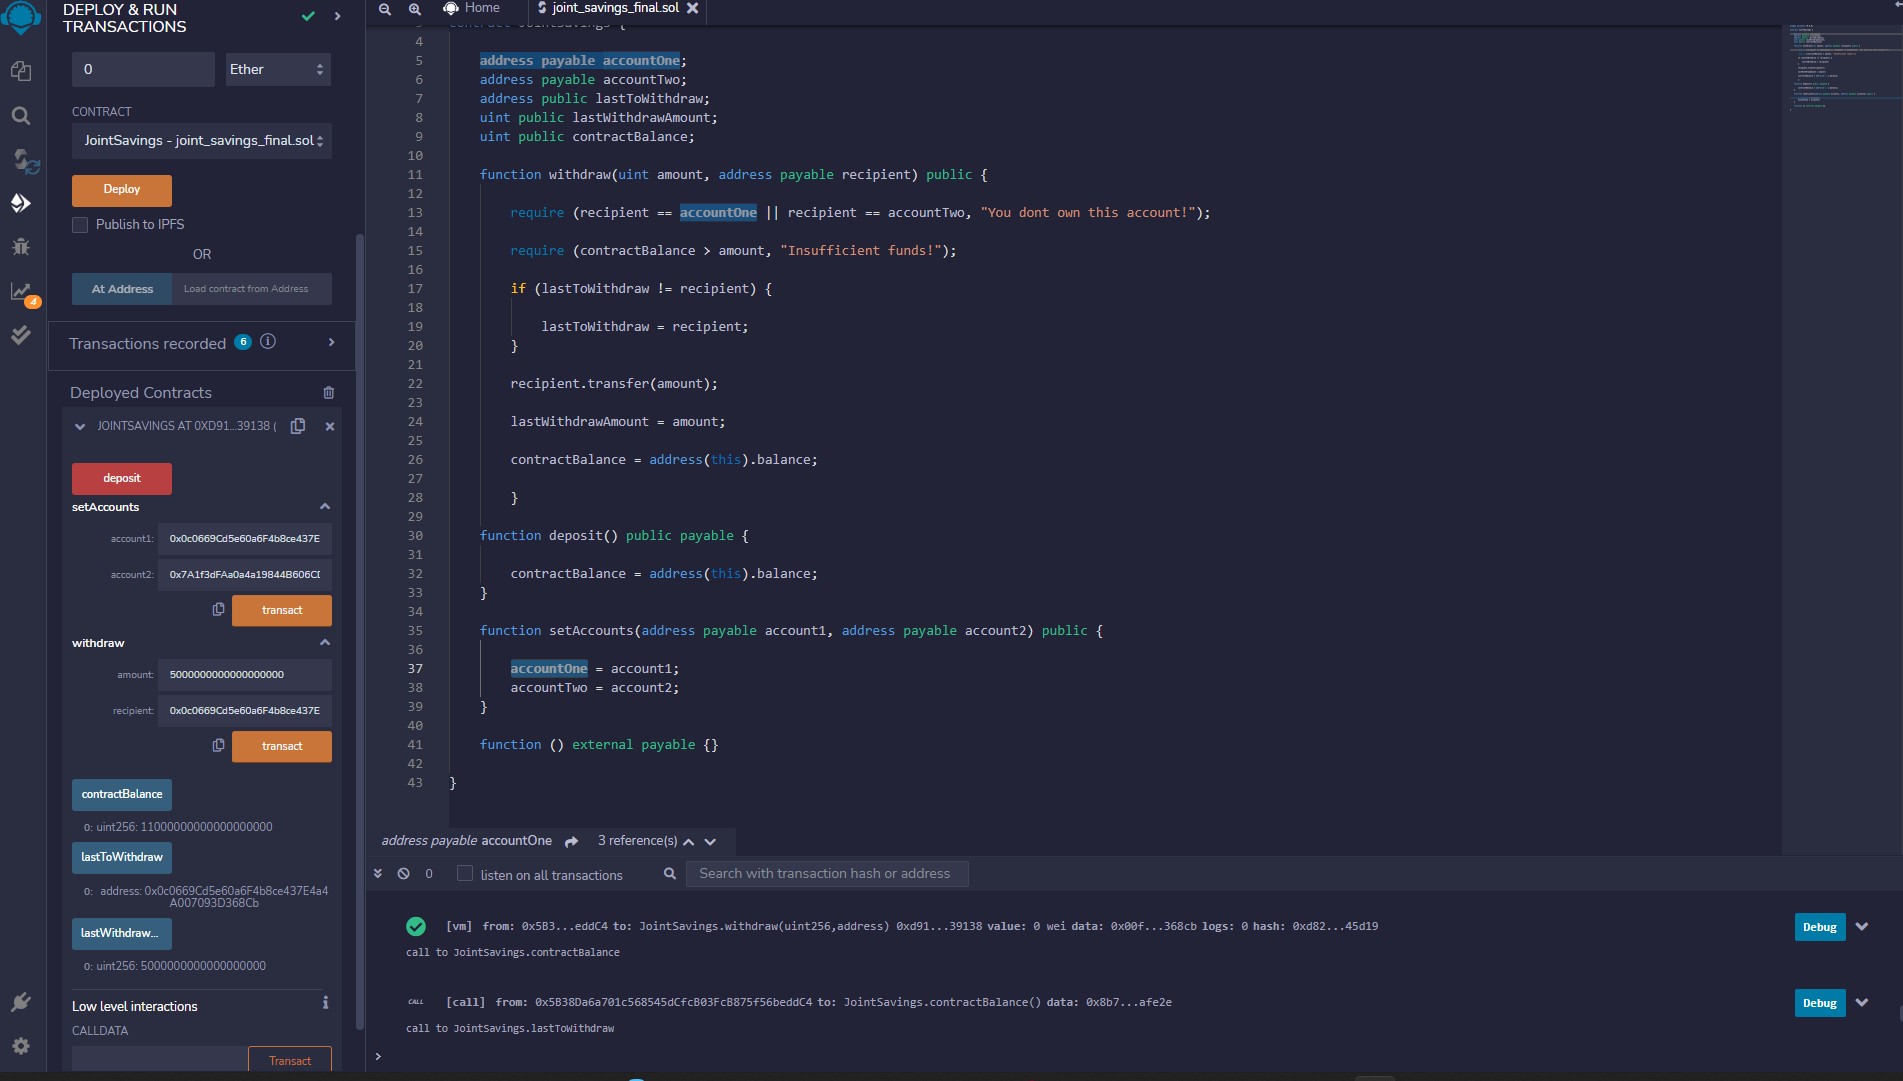 DEPLOY & RUN
TRANSACTIONS
0
Ether
CONTRACT
JointSavings - joint_savings_final.sol
Deploy
Publish to IPFS
OR
At Address
Load contract from Address
4
Transactions recorded 6 i
Deployed Contracts
JOINTSAVINGS AT 0XD91...39138 (
deposit
setAccounts
account1: 0x0c0669Cd5e60a6F4b8ce437E
account2: 0x7A1f3dFAa0a4a19844B606CD
transact
withdraw
amount: 5000000000000000000
recipient: 0x0c0669Cd5e60a6F4b8ce437E
transact
contractBalance
0: uint256: 11000000000000000000
lastToWithdraw
0: address: 0x0c0669Cd5e60a6F4b8ce437E4a4
A007093D368Cb
lastWithdraw...
0: uint256: 5000000000000000000
Low level interactions
CALLDATA
Transact
Home
joint_savings_final.sol
4
5 address payable accountOne;
6 address payable accountTwo;
7 address public lastToWithdraw;
8 uint public lastWithdrawAmount;
9 uint public contractBalance;
10
11 function withdraw(uint amount, address payable recipient) public {
12
13 require (recipient == accountOne || recipient == accountTwo, "You dont own this account!");
14
15 require (contractBalance > amount, "Insufficient funds!");
16
17 if (lastToWithdraw != recipient) {
18
19 lastToWithdraw = recipient;
20 }
21
22 recipient.transfer(amount);
23
24 lastWithdrawAmount = amount;
25
26 contractBalance = address(this).balance;
27
28 }
29
30 function deposit() public payable {
31
32 contractBalance = address(this).balance;
33 }
34
35 function setAccounts(address payable account1, address payable account2) public {
36
37 accountOne = account1;
38 accountTwo = account2;
39 }
40
41 function () external payable {}
42
43 }
address payable accountOne 3 reference(s)
0 listen on all transactions Search with transaction hash or address
[vm] from: 0x5B3...eddC4 to: JointSavings.withdraw(uint256,address) 0xd91...39138 value: 0 wei data: 0x00f...368cb logs: 0 hash: 0xd82...45d19 Debug
call to JointSavings.contractBalance
CALL [call] from: 0x5B38Da6a701c568545dCfcB03FcB875f56beddC4 to: JointSavings.contractBalance() data: 0x8b7...afe2e Debug
call to JointSavings.lastToWithdraw
>